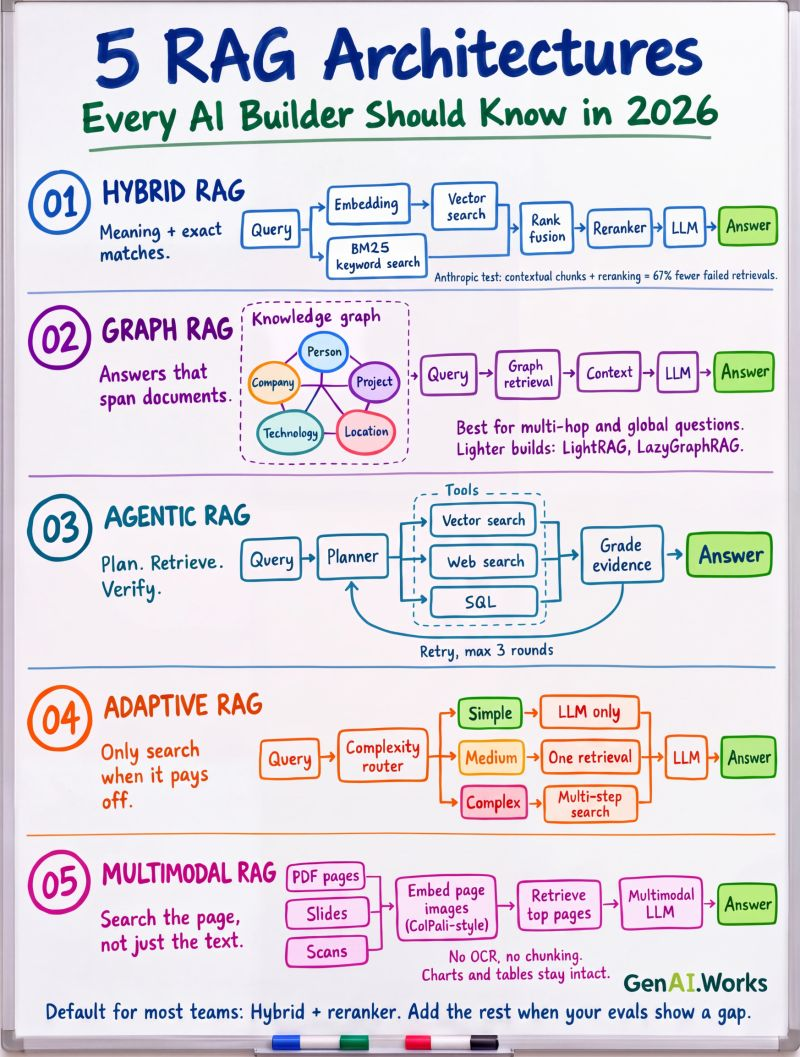 5 RAG Architectures
Every AI Builder Should Know in 2026
01
HYBRID RAG
Meaning + exact
matches.
Query
Embedding
Vector
search
BM25
keyword search
Rank
fusion
Reranker
LLM
Answer
Anthropic test: contextual chunks + reranking = 67% fewer failed retrievals.
02
GRAPH RAG
Answers that
span documents.
Knowledge graph
Person
Company
Project
Technology
Location
Query
Graph
retrieval
Context
LLM
Answer
Best for multi-hop and global questions.
Lighter builds: LightRAG, LazyGraphRAG.
03
AGENTIC RAG
Plan. Retrieve.
Verify.
Query
Planner
Tools
Vector search
Web search
SQL
Grade
evidence
Answer
Retry, max 3 rounds
04
ADAPTIVE RAG
Only search
when it pays
off.
Query
Complexity
router
Simple
LLM only
Medium
One retrieval
Complex
Multi-step
search
LLM
Answer
05
MULTIMODAL RAG
Search the page,
not just the text.
PDF pages
Slides
Scans
Embed page
images
(ColPali-style)
Retrieve
top pages
Multimodal
LLM
Answer
No OCR, no chunking.
Charts and tables stay intact.
GenAI.Works
Default for most teams: Hybrid + reranker. Add the rest when your evals show a gap.